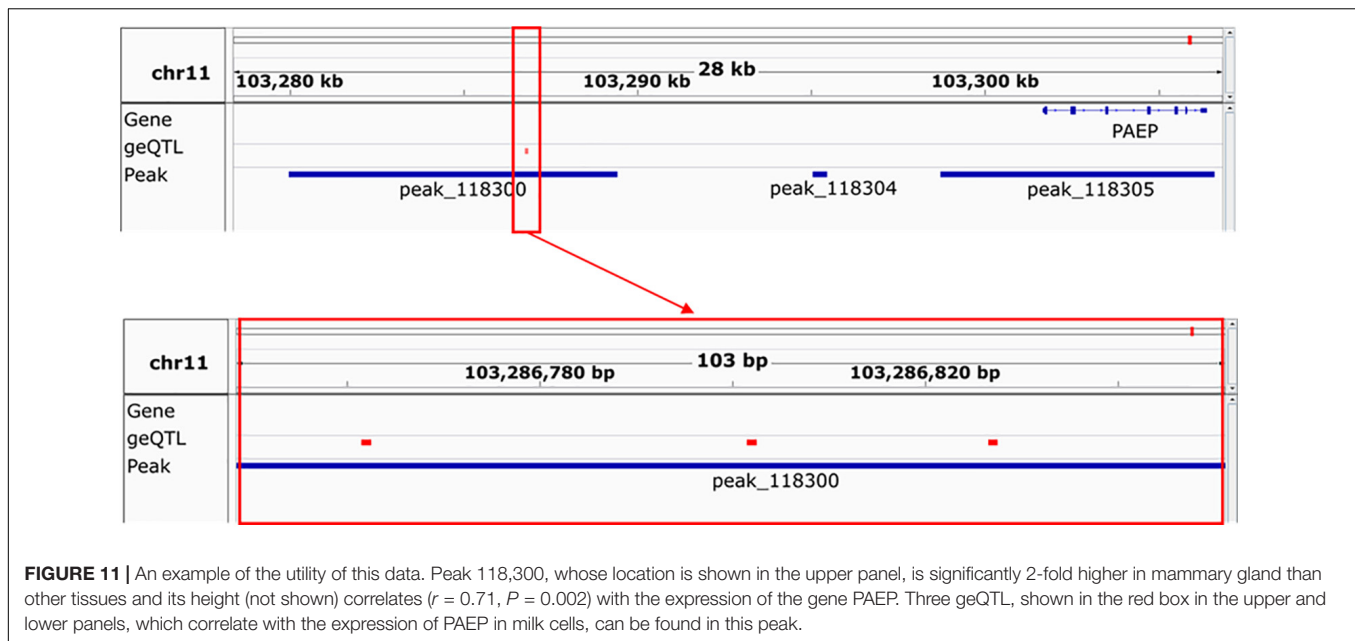 chr11
28 kb
103,280 kb 103,290 kb 103,300 kb
Gene
PAEP
geQTL
Peak
peak_118300 peak_118304 peak_118305
chr11
103 bp
103,286,780 bp 103,286,820 bp
Gene
geQTL
Peak
peak_118300
FIGURE 11 | An example of the utility of this data. Peak 118,300, whose location is shown in the upper panel, is significantly 2-fold higher in mammary gland than
other tissues and its height (not shown) correlates (r = 0.71, P = 0.002) with the expression of the gene PAEP. Three geQTL, shown in the red box in the upper and
lower panels, which correlate with the expression of PAEP in milk cells, can be found in this peak.